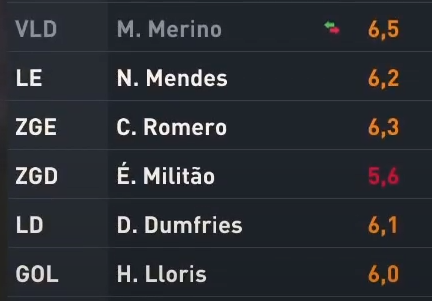 VLD M. Merino 6,5
LE N. Mendes 6,2
ZGE C. Romero 6,3
ZGD É. Militão 5,6
LD D. Dumfries 6,1
GOL H. Lloris 6,0